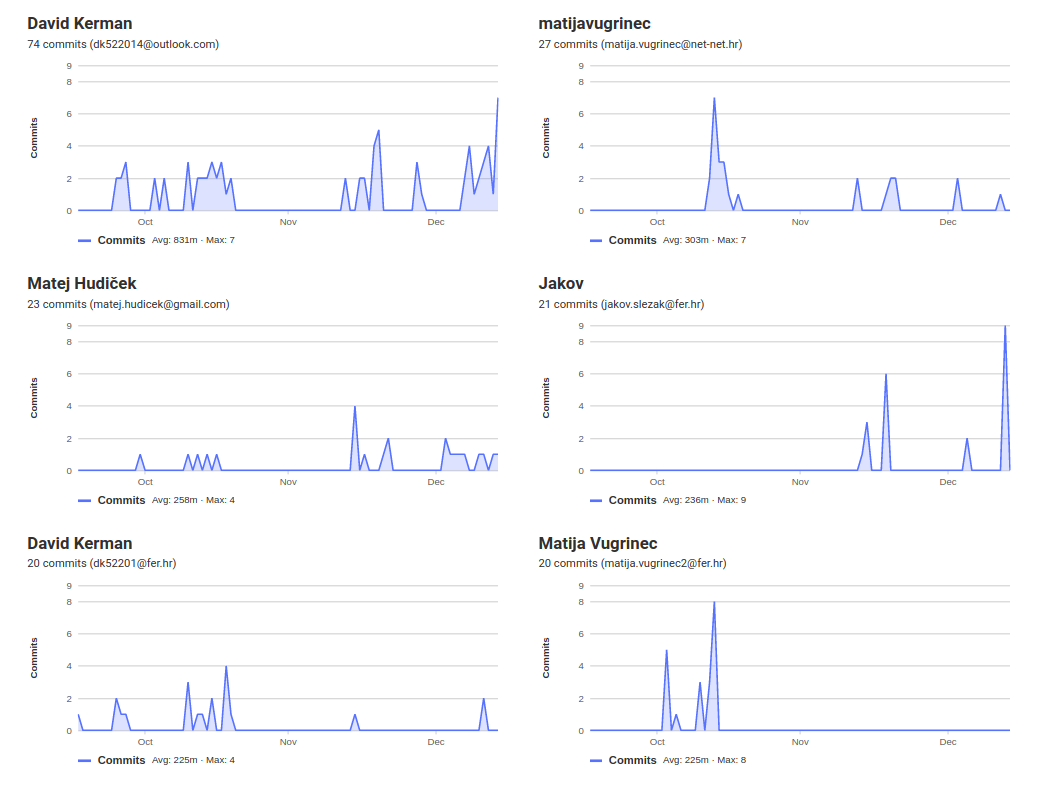 David Kerman
74 commits (dk522014@outlook.com)
9
8
6
4
2
0
Commits
Oct Nov Dec
Commits Avg: 831m · Max: 7
matijavugrinec
27 commits (matija.vugrinec@net-net.hr)
9
8
6
4
2
0
Commits
Oct Nov Dec
Commits Avg: 303m · Max: 7
Matej Hudiček
23 commits (matej.hudicek@gmail.com)
9
8
6
4
2
0
Commits
Oct Nov Dec
Commits Avg: 258m · Max: 4
Jakov
21 commits (jakov.slezak@fer.hr)
9
8
6
4
2
0
Commits
Oct Nov Dec
Commits Avg: 236m · Max: 9
David Kerman
20 commits (dk52201@fer.hr)
9
8
6
4
2
0
Commits
Oct Nov Dec
Commits Avg: 225m · Max: 4
Matija Vugrinec
20 commits (matija.vugrinec2@fer.hr)
9
8
6
4
2
0
Commits
Oct Nov Dec
Commits Avg: 225m · Max: 8